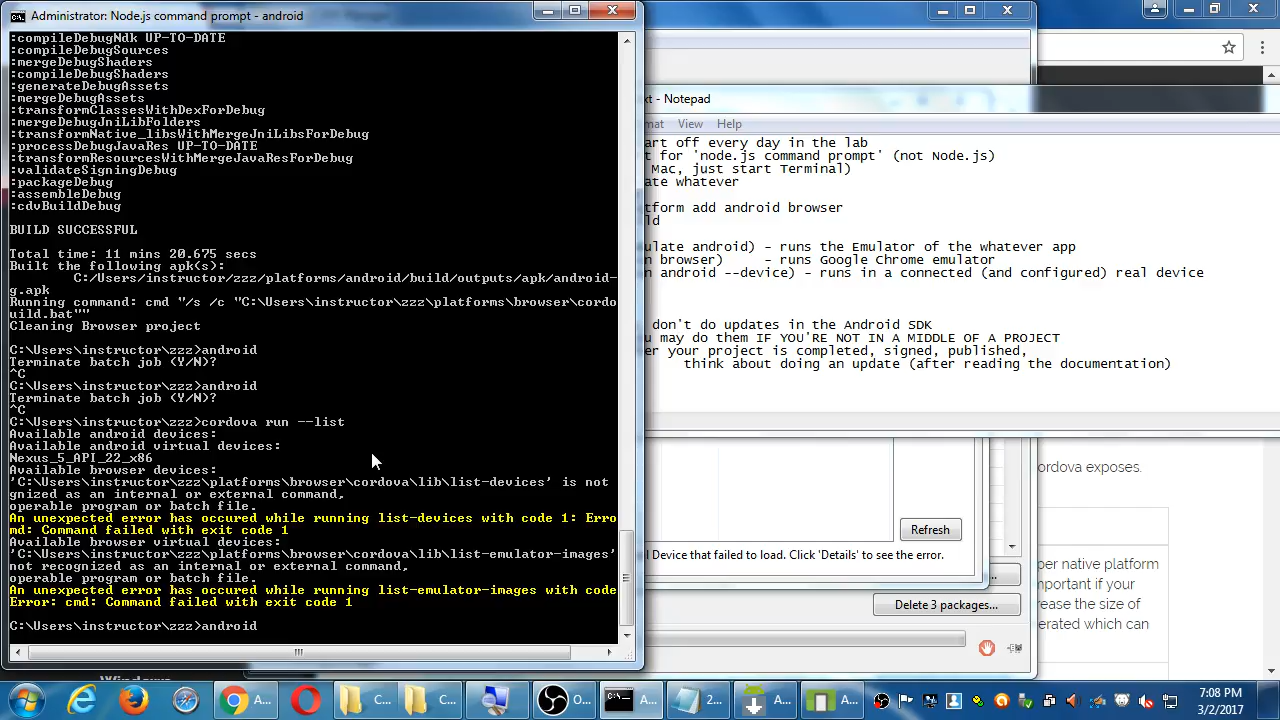 Administrator: Node.js command prompt - android
:compileDebugNdk UP-TO-DATE
:compileDebugSources
:mergeDebugShaders
:compileDebugShaders
:generateDebugAssets
:mergeDebugAssets
:transformClassesWithDexForDebug
:mergeDebugJniLibFolders
:transformNative_libsWithMergeJniLibsForDebug
:processDebugJavaRes UP-TO-DATE
:transformResourcesWithMergeJavaResForDebug
:validateSigningDebug
:packageDebug
:assembleDebug
:cdvBuildDebug
BUILD SUCCESSFUL
Total time: 11 mins 20.675 secs
Built the following apk(s):
C:/Users/instructor/zzz/platforms/android/build/outputs/apk/android-
g.apk
Running command: cmd "/s /c "C:\Users\instructor\zzz\platforms\browser\cordo
uild.bat""
Cleaning Browser project
C:\Users\instructor\zzz>android
Terminate batch job (Y/N)?
^C
C:\Users\instructor\zzz>android
Terminate batch job (Y/N)?
^C
C:\Users\instructor\zzz>cordova run --list
Available android devices:
Available android virtual devices:
Nexus_5_API_22_x86
Available browser devices:
'C:\Users\instructor\zzz\platforms\browser\cordova\lib\list-devices' is not
gnized as an internal or external command,
operable program or batch file.
An unexpected error has occured while running list-devices with code 1: Erro
md: Command failed with exit code 1
Available browser virtual devices:
'C:\Users\instructor\zzz\platforms\browser\cordova\lib\list-emulator-images'
not recognized as an internal or external command,
operable program or batch file.
An unexpected error has occured while running list-emulator-images with code
Error: cmd: Command failed with exit code 1
C:\Users\instructor\zzz>android
xt - Notepad
mat View Help
art off every day in the lab
t for 'node.js command prompt' (not Node.js)
Mac, just start Terminal)
ate whatever
tform add android browser
ld
ulate android) - runs the Emulator of the whatever app
n browser) - runs Google Chrome emulator
n android --device) - runs in a connected (and configured) real device
don't do updates in the Android SDK
u may do them IF YOU'RE NOT IN A MIDDLE OF A PROJECT
er your project is completed, signed, published,
think about doing an update (after reading the documentation)
Refresh
l Device that failed to load. Click 'Details' to see the error.
...
Delete 3 packages...
ordova exposes.
per native platform
mportant if your
rease the size of
erated which can
A...
C...
C...
O...
A...
2...
A...
A...
7:08 PM
3/2/2017